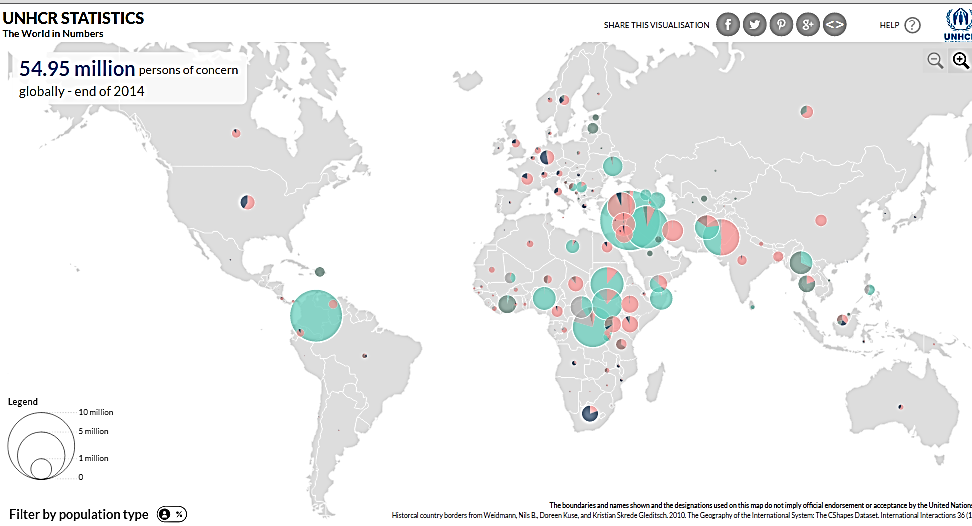 UNHCR STATISTICS
The World in Numbers
SHARE THIS VISUALISATION
HELP ?
UNHCR
54.95 million persons of concern
globally - end of 2014
Legend
10 million
5 million
1 million
0
Filter by population type %
The boundaries and names shown and the designations used on this map do not imply official endorsement or acceptance by the United Nation
Historcal country borders from Weidmann, Nils B., Doreen Kuse, and Kristian Skrede Gleditsch. 2010. The Geography of the International System: The CShapes Dataset. International Interactions 36 (1